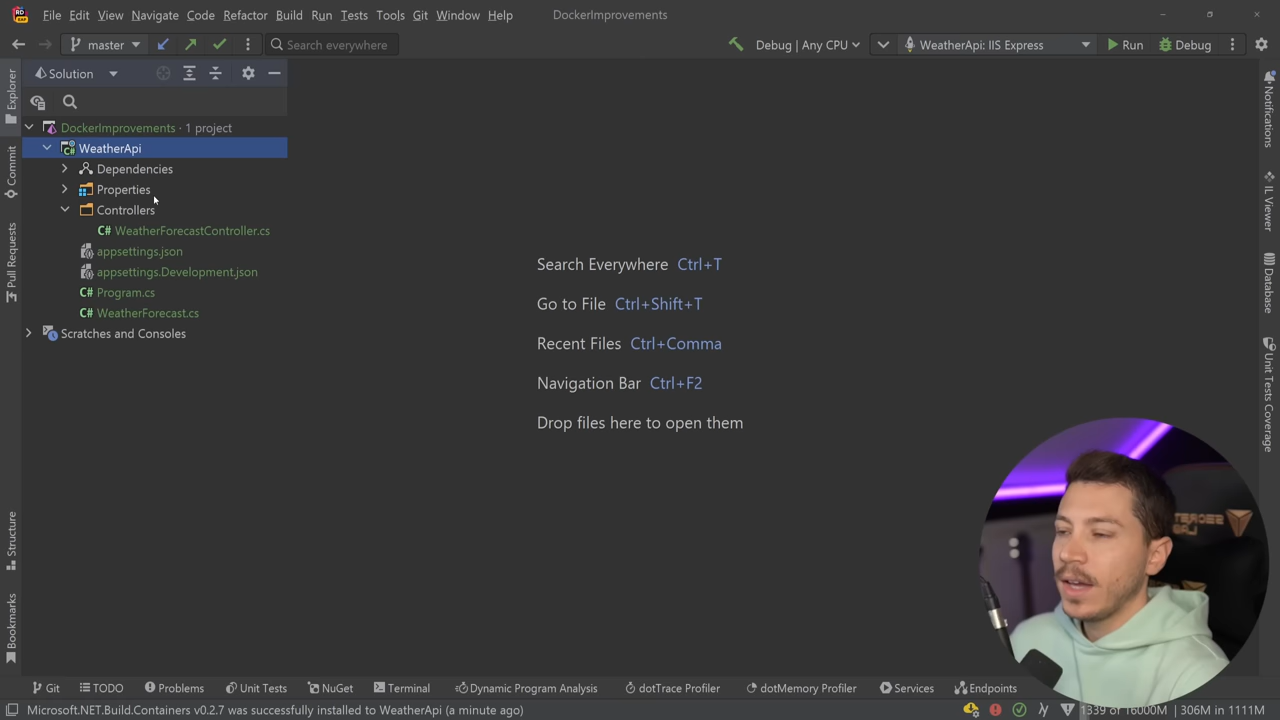 RD
EAP
File Edit View Navigate Code Refactor Build Run Tests Tools Git Window Help DockerImprovements
master Search everywhere Debug | Any CPU WeatherApi: IIS Express Run Debug
Solution
DockerImprovements · 1 project
WeatherApi
Dependencies
Properties
Controllers
C# WeatherForecastController.cs
appsettings.json
appsettings.Development.json
C# Program.cs
C# WeatherForecast.cs
Scratches and Consoles
Explorer
Commit
Pull Requests
Structure
Bookmarks
Search Everywhere Ctrl+T
Go to File Ctrl+Shift+T
Recent Files Ctrl+Comma
Navigation Bar Ctrl+F2
Drop files here to open them
Notifications
IL Viewer
Database
Unit Tests Coverage
Git TODO Problems Unit Tests NuGet Terminal Dynamic Program Analysis dotTrace Profiler dotMemory Profiler Services Endpoints
Microsoft.NET.Build.Containers v0.2.7 was successfully installed to WeatherApi (a minute ago) 1339 of 16000M | 306M in 1111M